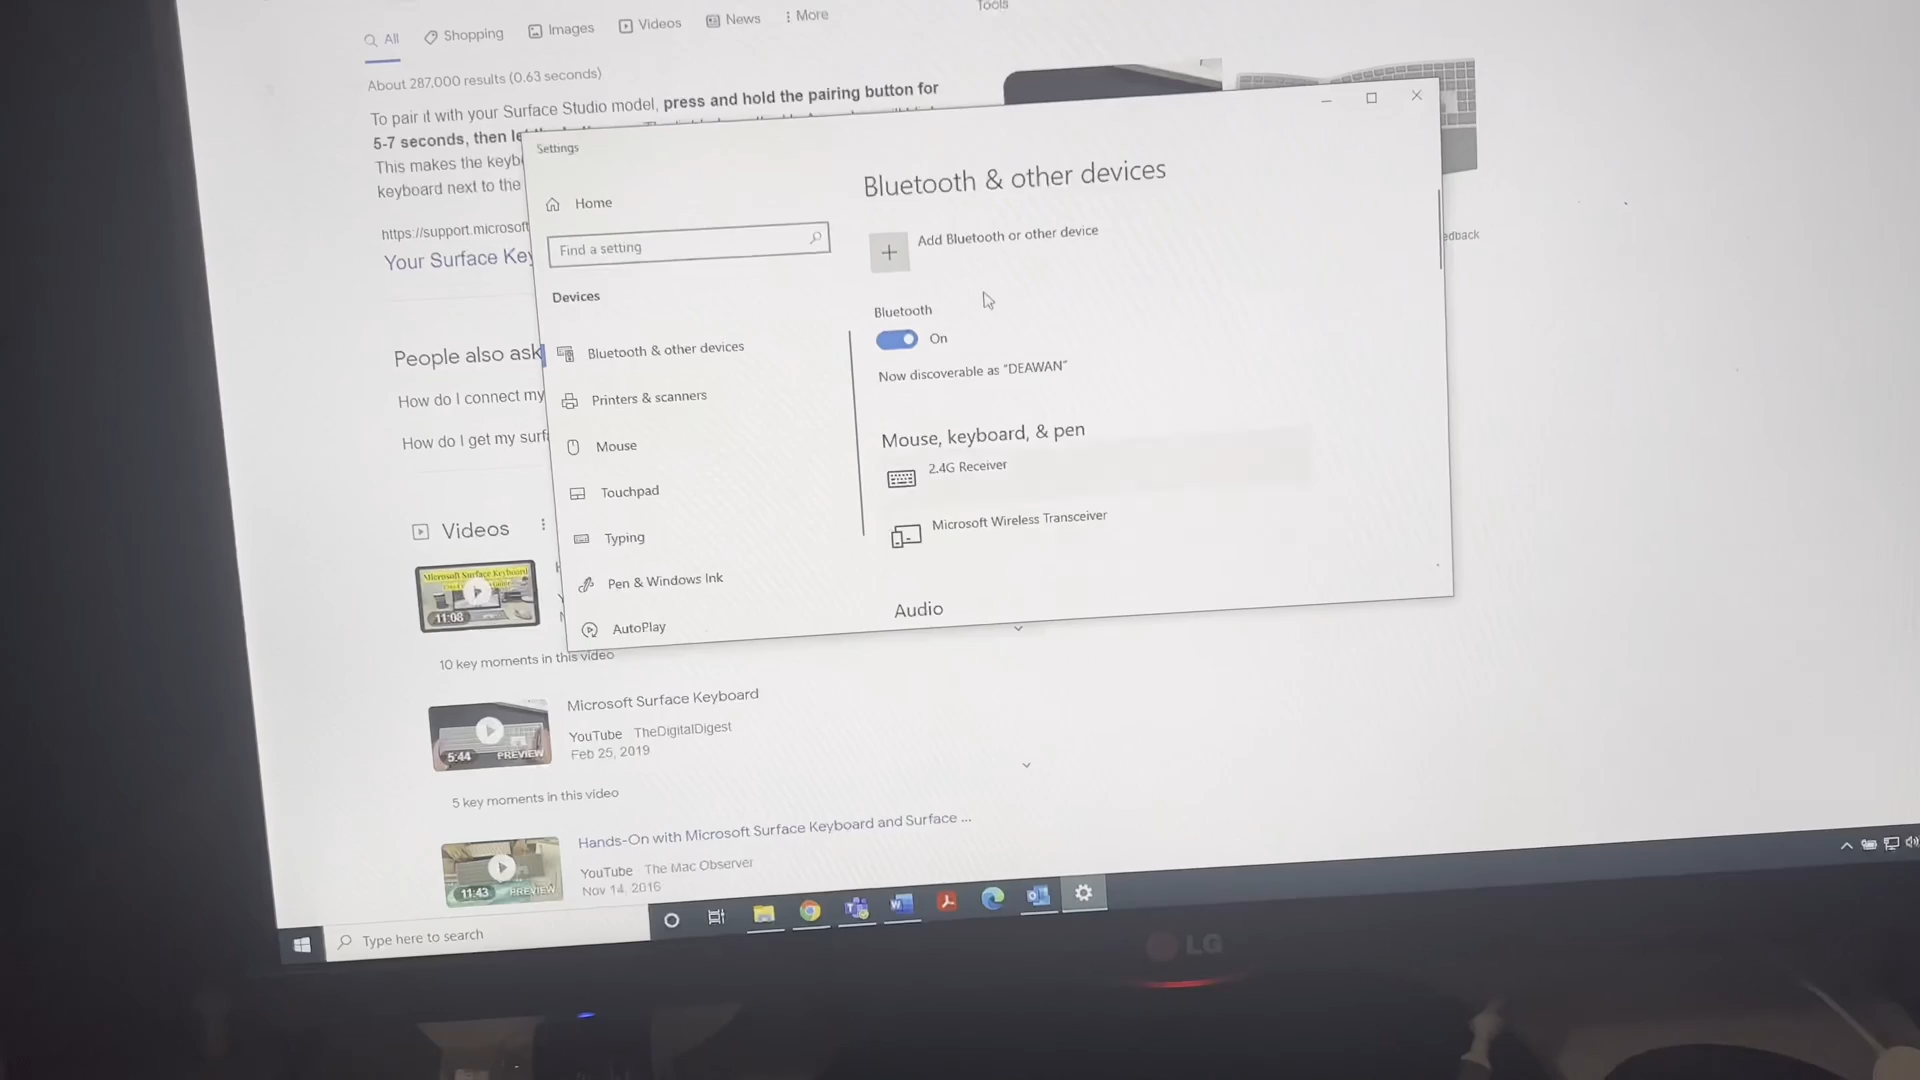 All
Shopping
Images
Videos
News
More
Tools
About 287,000 results (0.63 seconds)
To pair it with your Surface Studio model, press and hold the pairing button for
5-7 seconds, then
This makes the
keyboard next to the
https://support.microsoft
Your Surface
People also ask
How do I connect my
How do I get my
Videos
Microsoft Surface Keyboard
11:08
10 key moments in this video
Microsoft Surface Keyboard
YouTube TheDigitalDigest
Feb 25, 2019
5:44 PREVIEW
5 key moments in this video
Hands-On with Microsoft Surface Keyboard and Surface ...
YouTube The Mac Observer
Nov 14, 2016
11:43 PREVIEW
Settings
Home
Find a setting
Devices
Bluetooth & other devices
Printers & scanners
Mouse
Touchpad
Typing
Pen & Windows Ink
AutoPlay
Bluetooth & other devices
Add Bluetooth or other device
Bluetooth
On
Now discoverable as "DEAWAN"
Mouse, keyboard, & pen
2.4G Receiver
Microsoft Wireless Transceiver
Audio
edback
Type here to search
LG